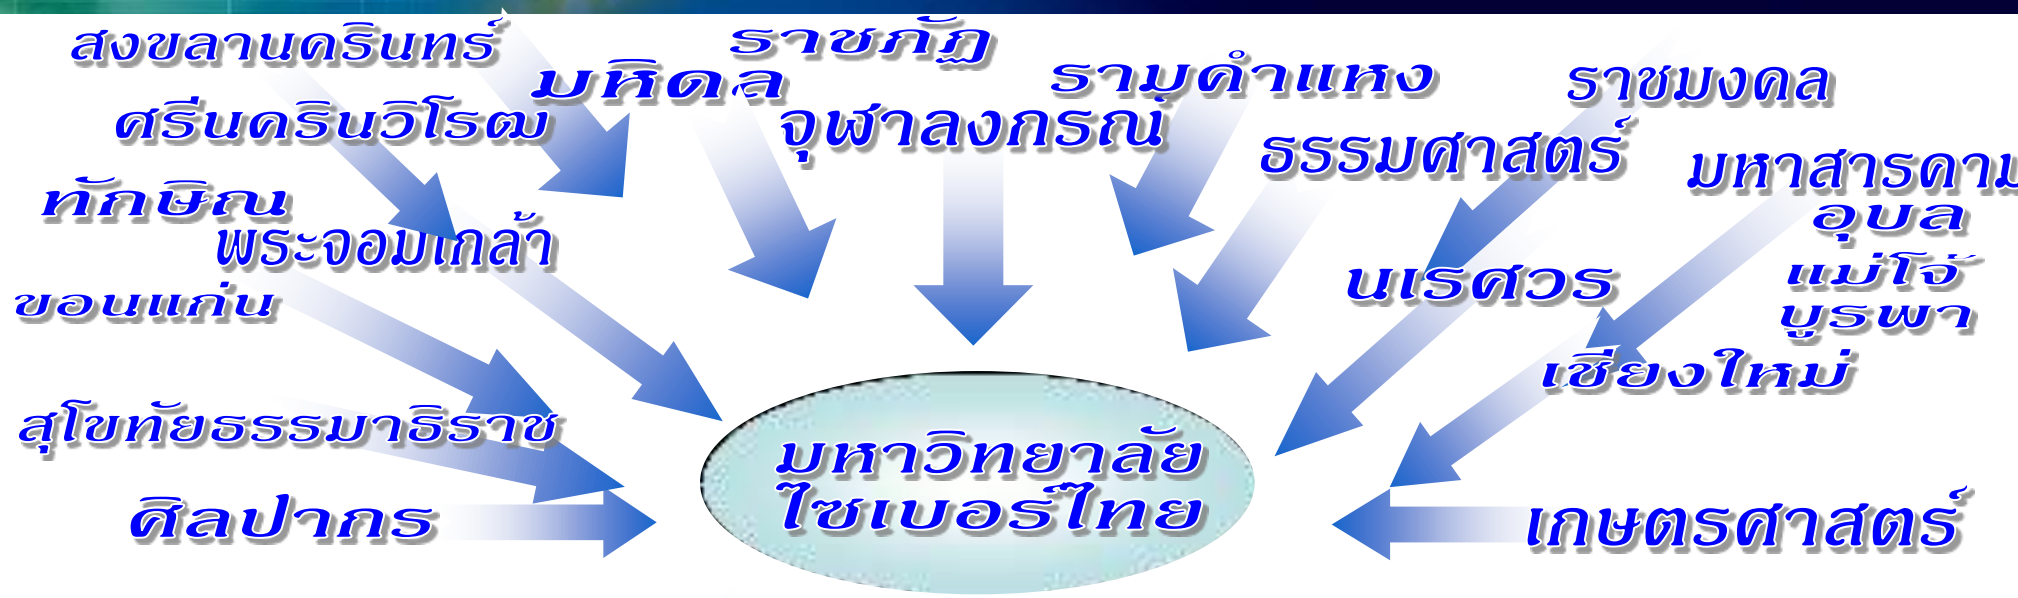 สงขลานครินทร์
ศรีนครินวิโรฒ
ทักษิณ
พระจอมเกล้า
ขอนแก่น
สุโขทัยธรรมาธิราช
ศิลปากร
มหิดล
ราชภัฏ
จุฬาลงกรณ์
รามคำแหง
ธรรมศาสตร์
ราชมงคล
มหาสารคาม
อุบล
แม่โจ้
บูรพา
นเรศวร
เชียงใหม่
เกษตรศาสตร์
มหาวิทยาลัย
ไซเบอร์ไทย